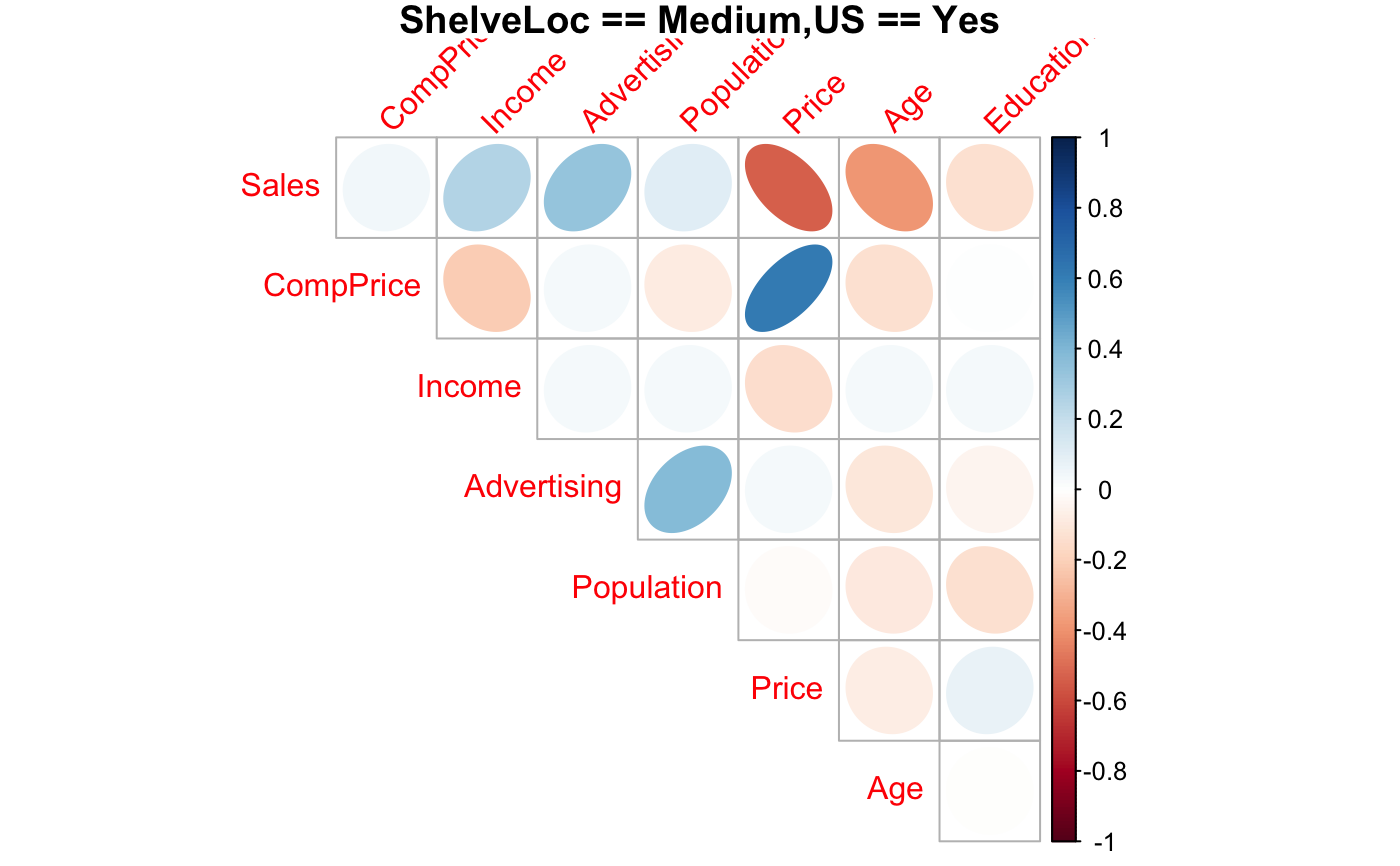 ShelveLoc == Medium,US == Yes
Income
Price
Age
Sales
CompPrice
Income
Advertising
Population
Price
Age
1
0.8
0.6
0.4
0.2
0
-0.2
-0.4
-0.6
-0.8
-1